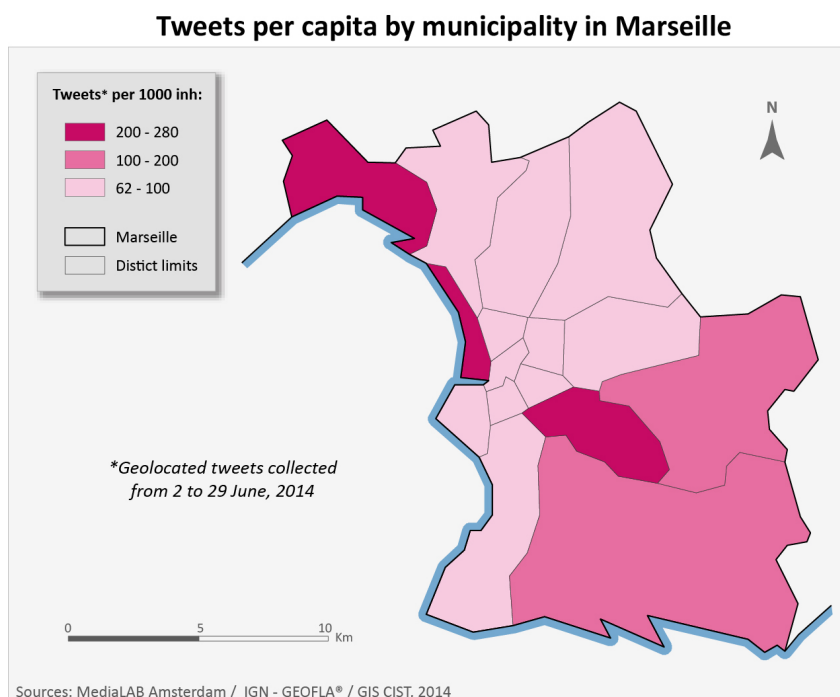 Tweets per capita by municipality in Marseille
Tweets* per 1000 inh:
200 - 280
100 - 200
62 - 100
Marseille
Distict limits
N
*Geolocated tweets collected
from 2 to 29 June, 2014
0 5 10
Km
Sources: MediaLAB Amsterdam / IGN - GEOFLA® / GIS CIST, 2014